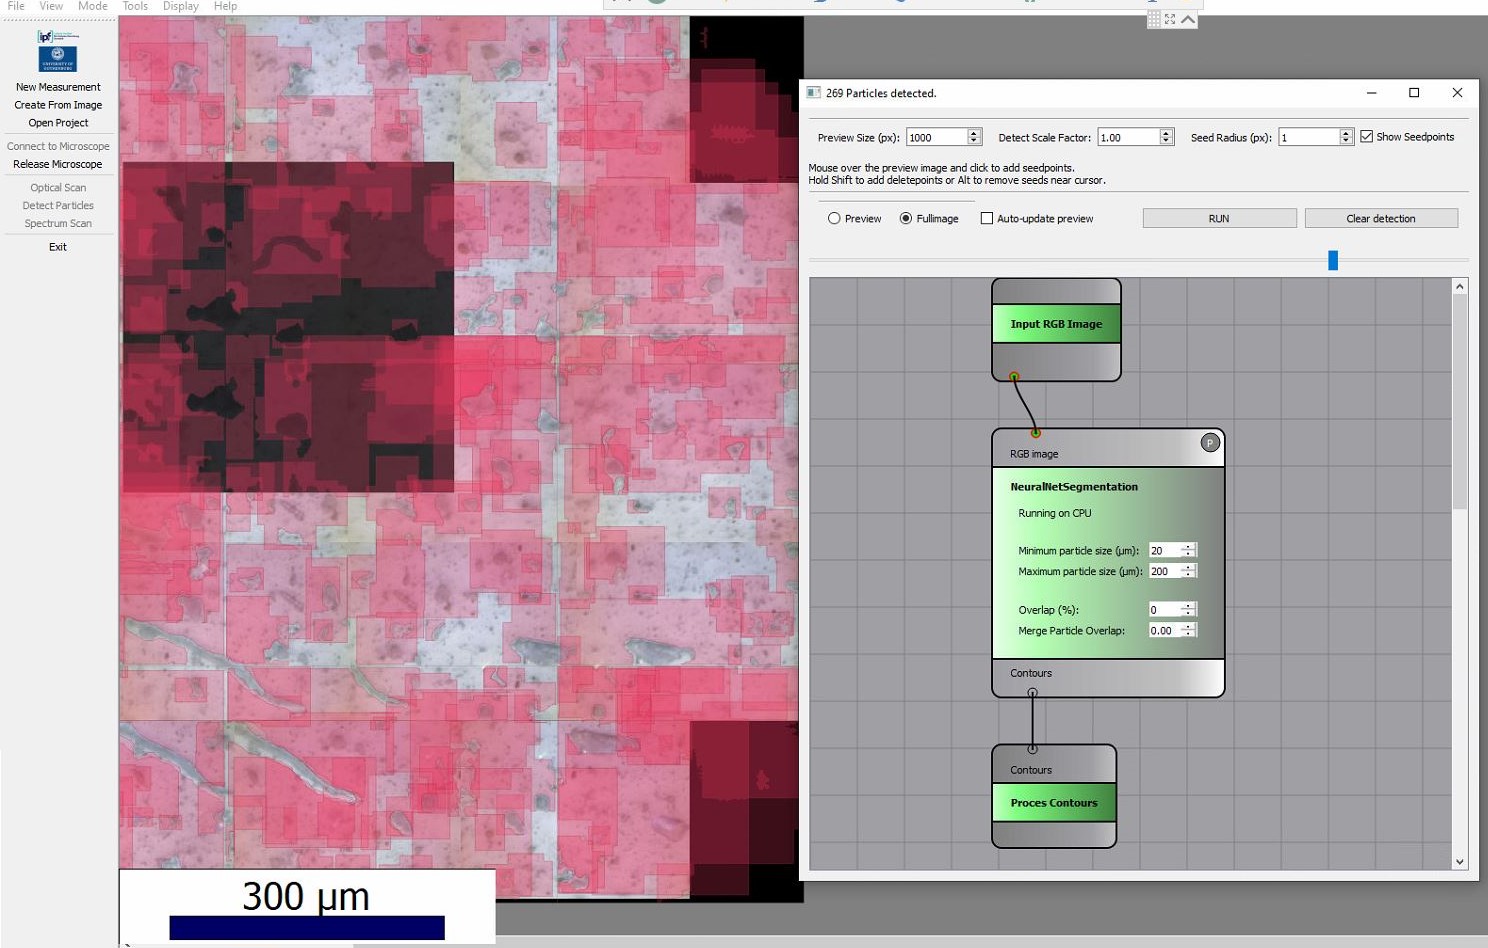 File View Mode Tools Display Help
ipf
UNIVERSITY OF
GOTHENBURG
New Measurement
Create From Image
Open Project
Connect to Microscope
Release Microscope
Optical Scan
Detect Particles
Spectrum Scan
Exit
300 µm
269 Particles detected.
Preview Size (px): 1000 Detect Scale Factor: 1.00 Seed Radius (px): 1 Show Seedpoints
Mouse over the preview image and click to add seedpoints.
Hold Shift to add deletepoints or Alt to remove seeds near cursor.
Preview Fullimage Auto-update preview RUN Clear detection
Input RGB Image
P
RGB image
NeuralNetSegmentation
Running on CPU
Minimum particle size (µm): 20
Maximum particle size (µm): 200
Overlap (%): 0
Merge Particle Overlap: 0.00
Contours
Contours
Proces Contours